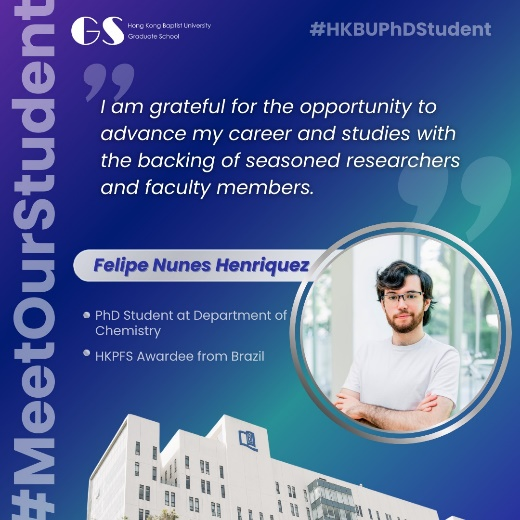 #MeetOurStudent
GS
Hong Kong Baptist University
Graduate School
#HKBUPhDStudent
"
I am grateful for the opportunity to
advance my career and studies with
the backing of seasoned researchers
and faculty members.
"
Felipe Nunes Henriquez
PhD Student at Department of
Chemistry
HKPFS Awardee from Brazil